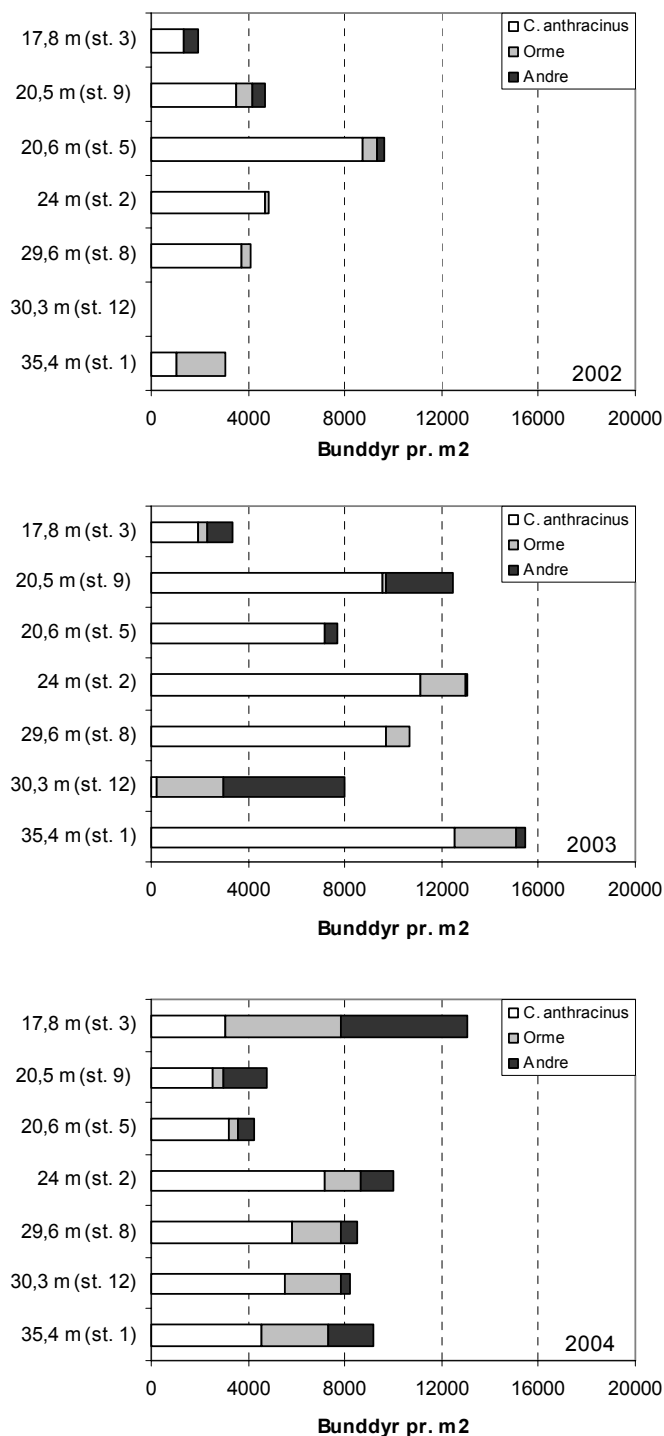 17,8 m (st. 3)
20,5 m (st. 9)
20,6 m (st. 5)
24 m (st. 2)
29,6 m (st. 8)
30,3 m (st. 12)
35,4 m (st. 1)
C. anthracinus
Orme
Andre
2002
0 4000 8000 12000 16000 20000
Bunddyr pr. m2
17,8 m (st. 3)
20,5 m (st. 9)
20,6 m (st. 5)
24 m (st. 2)
29,6 m (st. 8)
30,3 m (st. 12)
35,4 m (st. 1)
C. anthracinus
Orme
Andre
2003
0 4000 8000 12000 16000 20000
Bunddyr pr. m2
17,8 m (st. 3)
20,5 m (st. 9)
20,6 m (st. 5)
24 m (st. 2)
29,6 m (st. 8)
30,3 m (st. 12)
35,4 m (st. 1)
C. anthracinus
Orme
Andre
2004
0 4000 8000 12000 16000 20000
Bunddyr pr. m2